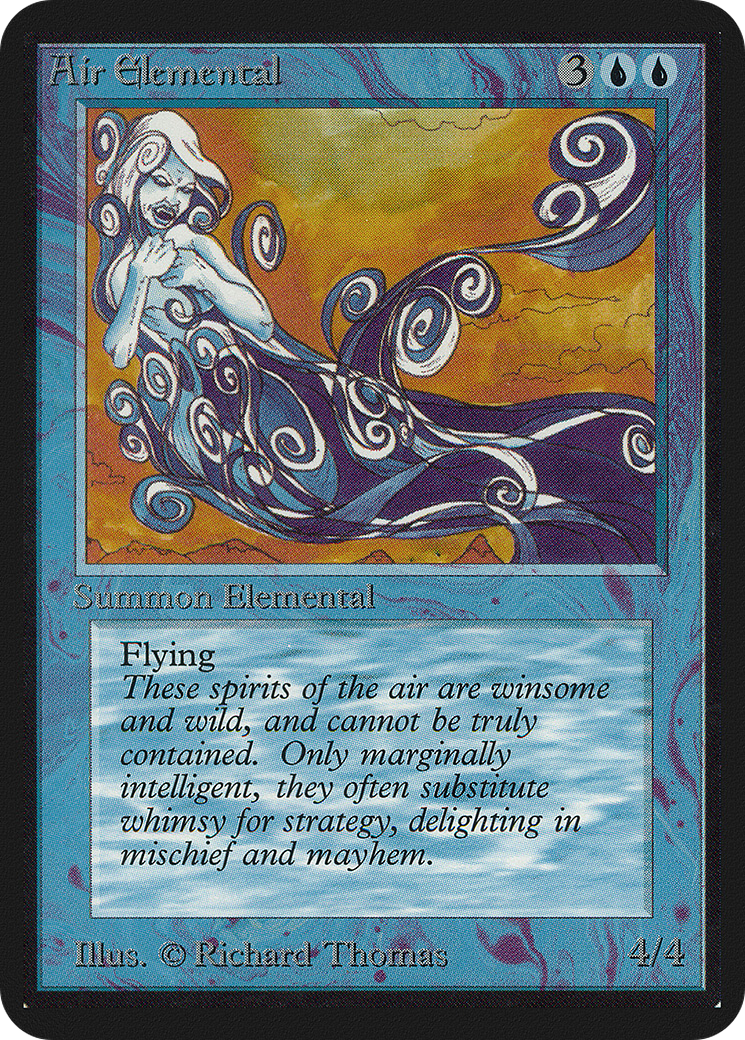 Air Elemental 3
Summon Elemental
Flying
These spirits of the air are winsome
and wild, and cannot be truly
contained.  Only marginally
intelligent, they often substitute
whimsy for strategy, delighting in
mischief and mayhem.
Illus. © Richard Thomas 4/4